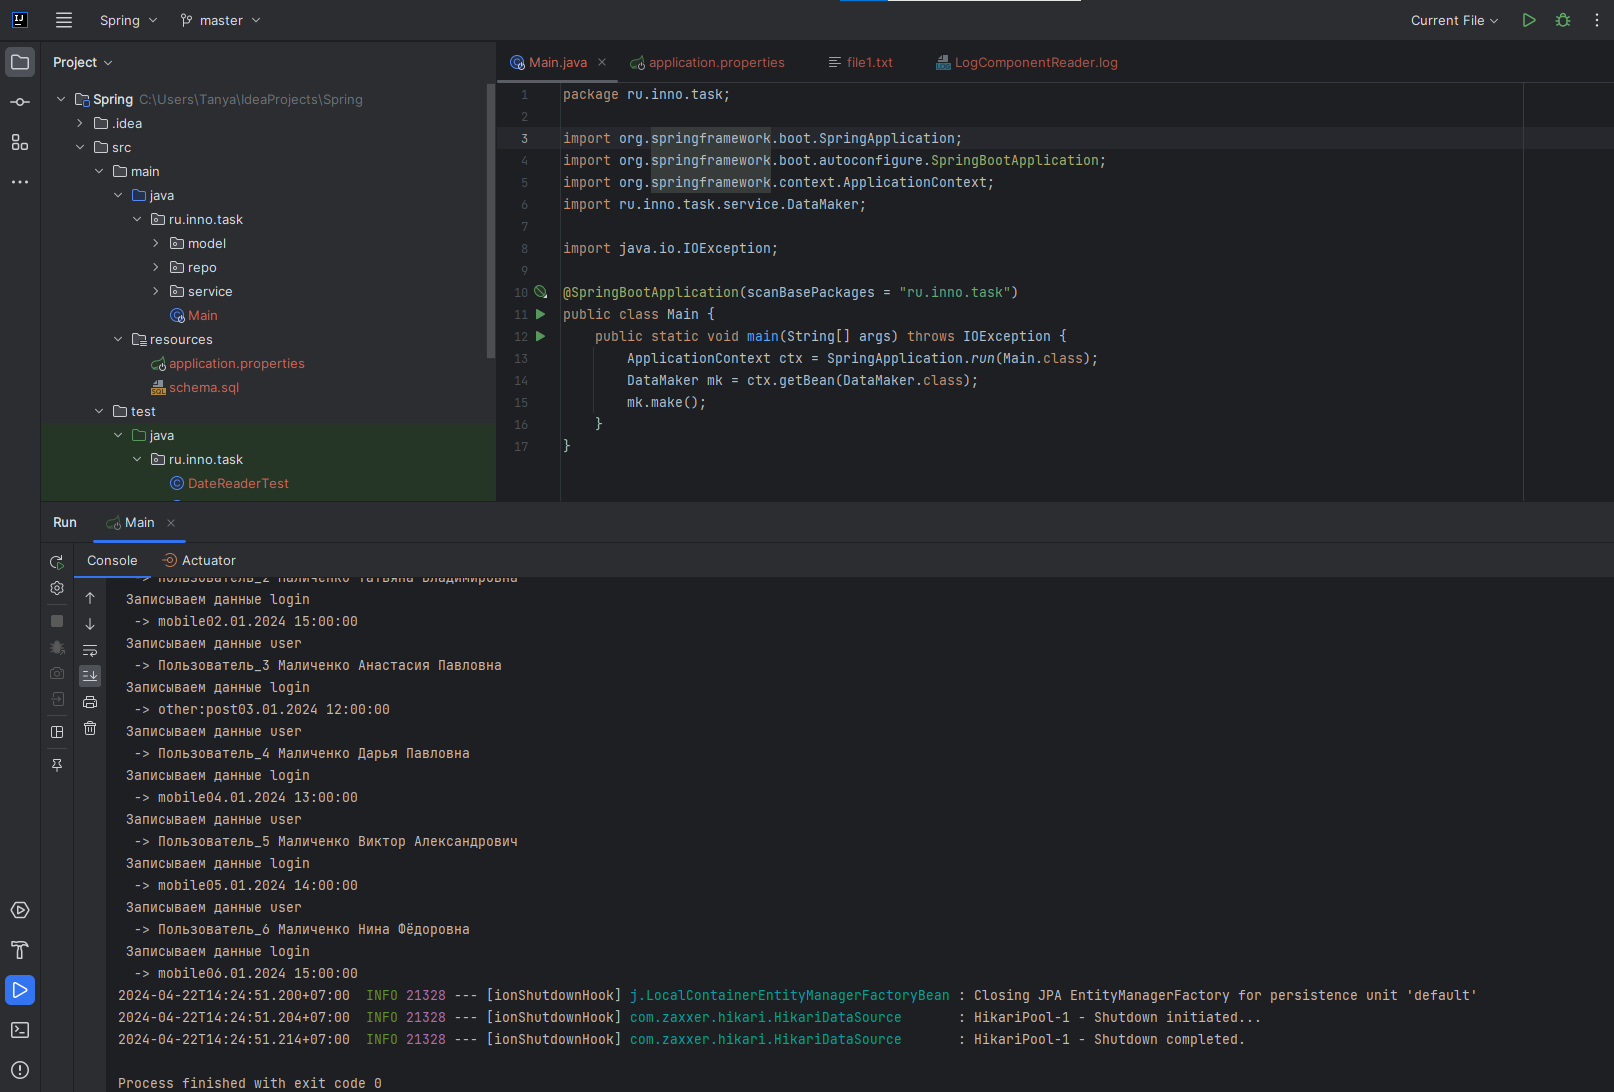 Spring
master
Current File
Project
Main.java
application.properties
file1.txt
LogComponentReader.log
Spring C:\Users\Tanya\IdeaProjects\Spring
.idea
src
main
java
ru.inno.task
model
repo
service
Main
resources
application.properties
schema.sql
test
java
ru.inno.task
DateReaderTest
1 package ru.inno.task;
2
3 import org.springframework.boot.SpringApplication;
4 import org.springframework.boot.autoconfigure.SpringBootApplication;
5 import org.springframework.context.ApplicationContext;
6 import ru.inno.task.service.DataMaker;
7
8 import java.io.IOException;
9
10 @SpringBootApplication(scanBasePackages = "ru.inno.task")
11 public class Main {
12 public static void main(String[] args) throws IOException {
13 ApplicationContext ctx = SpringApplication.run(Main.class);
14 DataMaker mk = ctx.getBean(DataMaker.class);
15 mk.make();
16 }
17 }
Run
Main
Console
Actuator
-> Пользователь_2 Маличенко Татьяна Владимировна
Записываем данные login
-> mobile02.01.2024 15:00:00
Записываем данные user
-> Пользователь_3 Маличенко Анастасия Павловна
Записываем данные login
-> other:post03.01.2024 12:00:00
Записываем данные user
-> Пользователь_4 Маличенко Дарья Павловна
Записываем данные login
-> mobile04.01.2024 13:00:00
Записываем данные user
-> Пользователь_5 Маличенко Виктор Александрович
Записываем данные login
-> mobile05.01.2024 14:00:00
Записываем данные user
-> Пользователь_6 Маличенко Нина Фёдоровна
Записываем данные login
-> mobile06.01.2024 15:00:00
2024-04-22T14:24:51.200+07:00 INFO 21328 --- [ionShutdownHook] j.LocalContainerEntityManagerFactoryBean : Closing JPA EntityManagerFactory for persistence unit 'default'
2024-04-22T14:24:51.204+07:00 INFO 21328 --- [ionShutdownHook] com.zaxxer.hikari.HikariDataSource : HikariPool-1 - Shutdown initiated...
2024-04-22T14:24:51.214+07:00 INFO 21328 --- [ionShutdownHook] com.zaxxer.hikari.HikariDataSource : HikariPool-1 - Shutdown completed.
Process finished with exit code 0